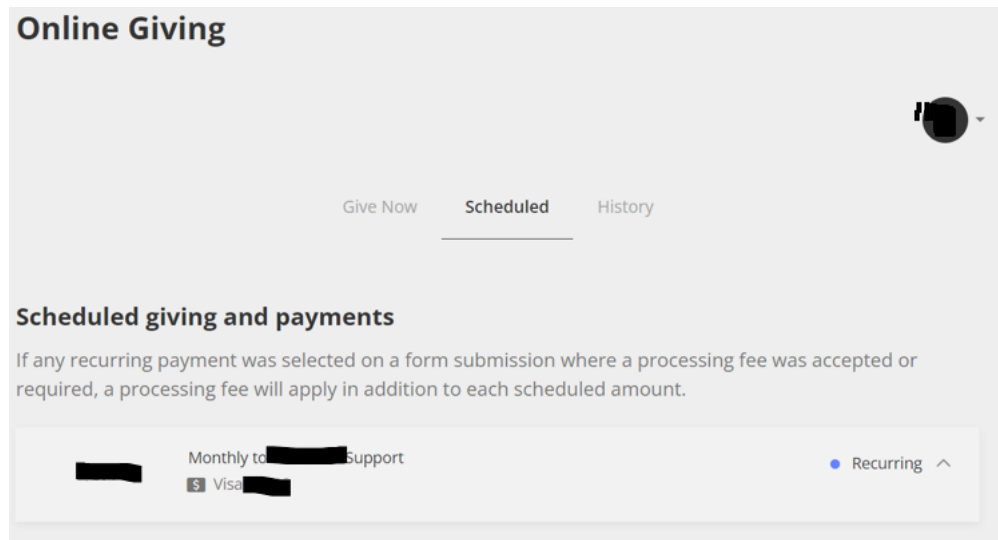 Online Giving
Give Now Scheduled History
Scheduled giving and payments
If any recurring payment was selected on a form submission where a processing fee was accepted or
required, a processing fee will apply in addition to each scheduled amount.
Monthly to Support
Recurring
$ Visa